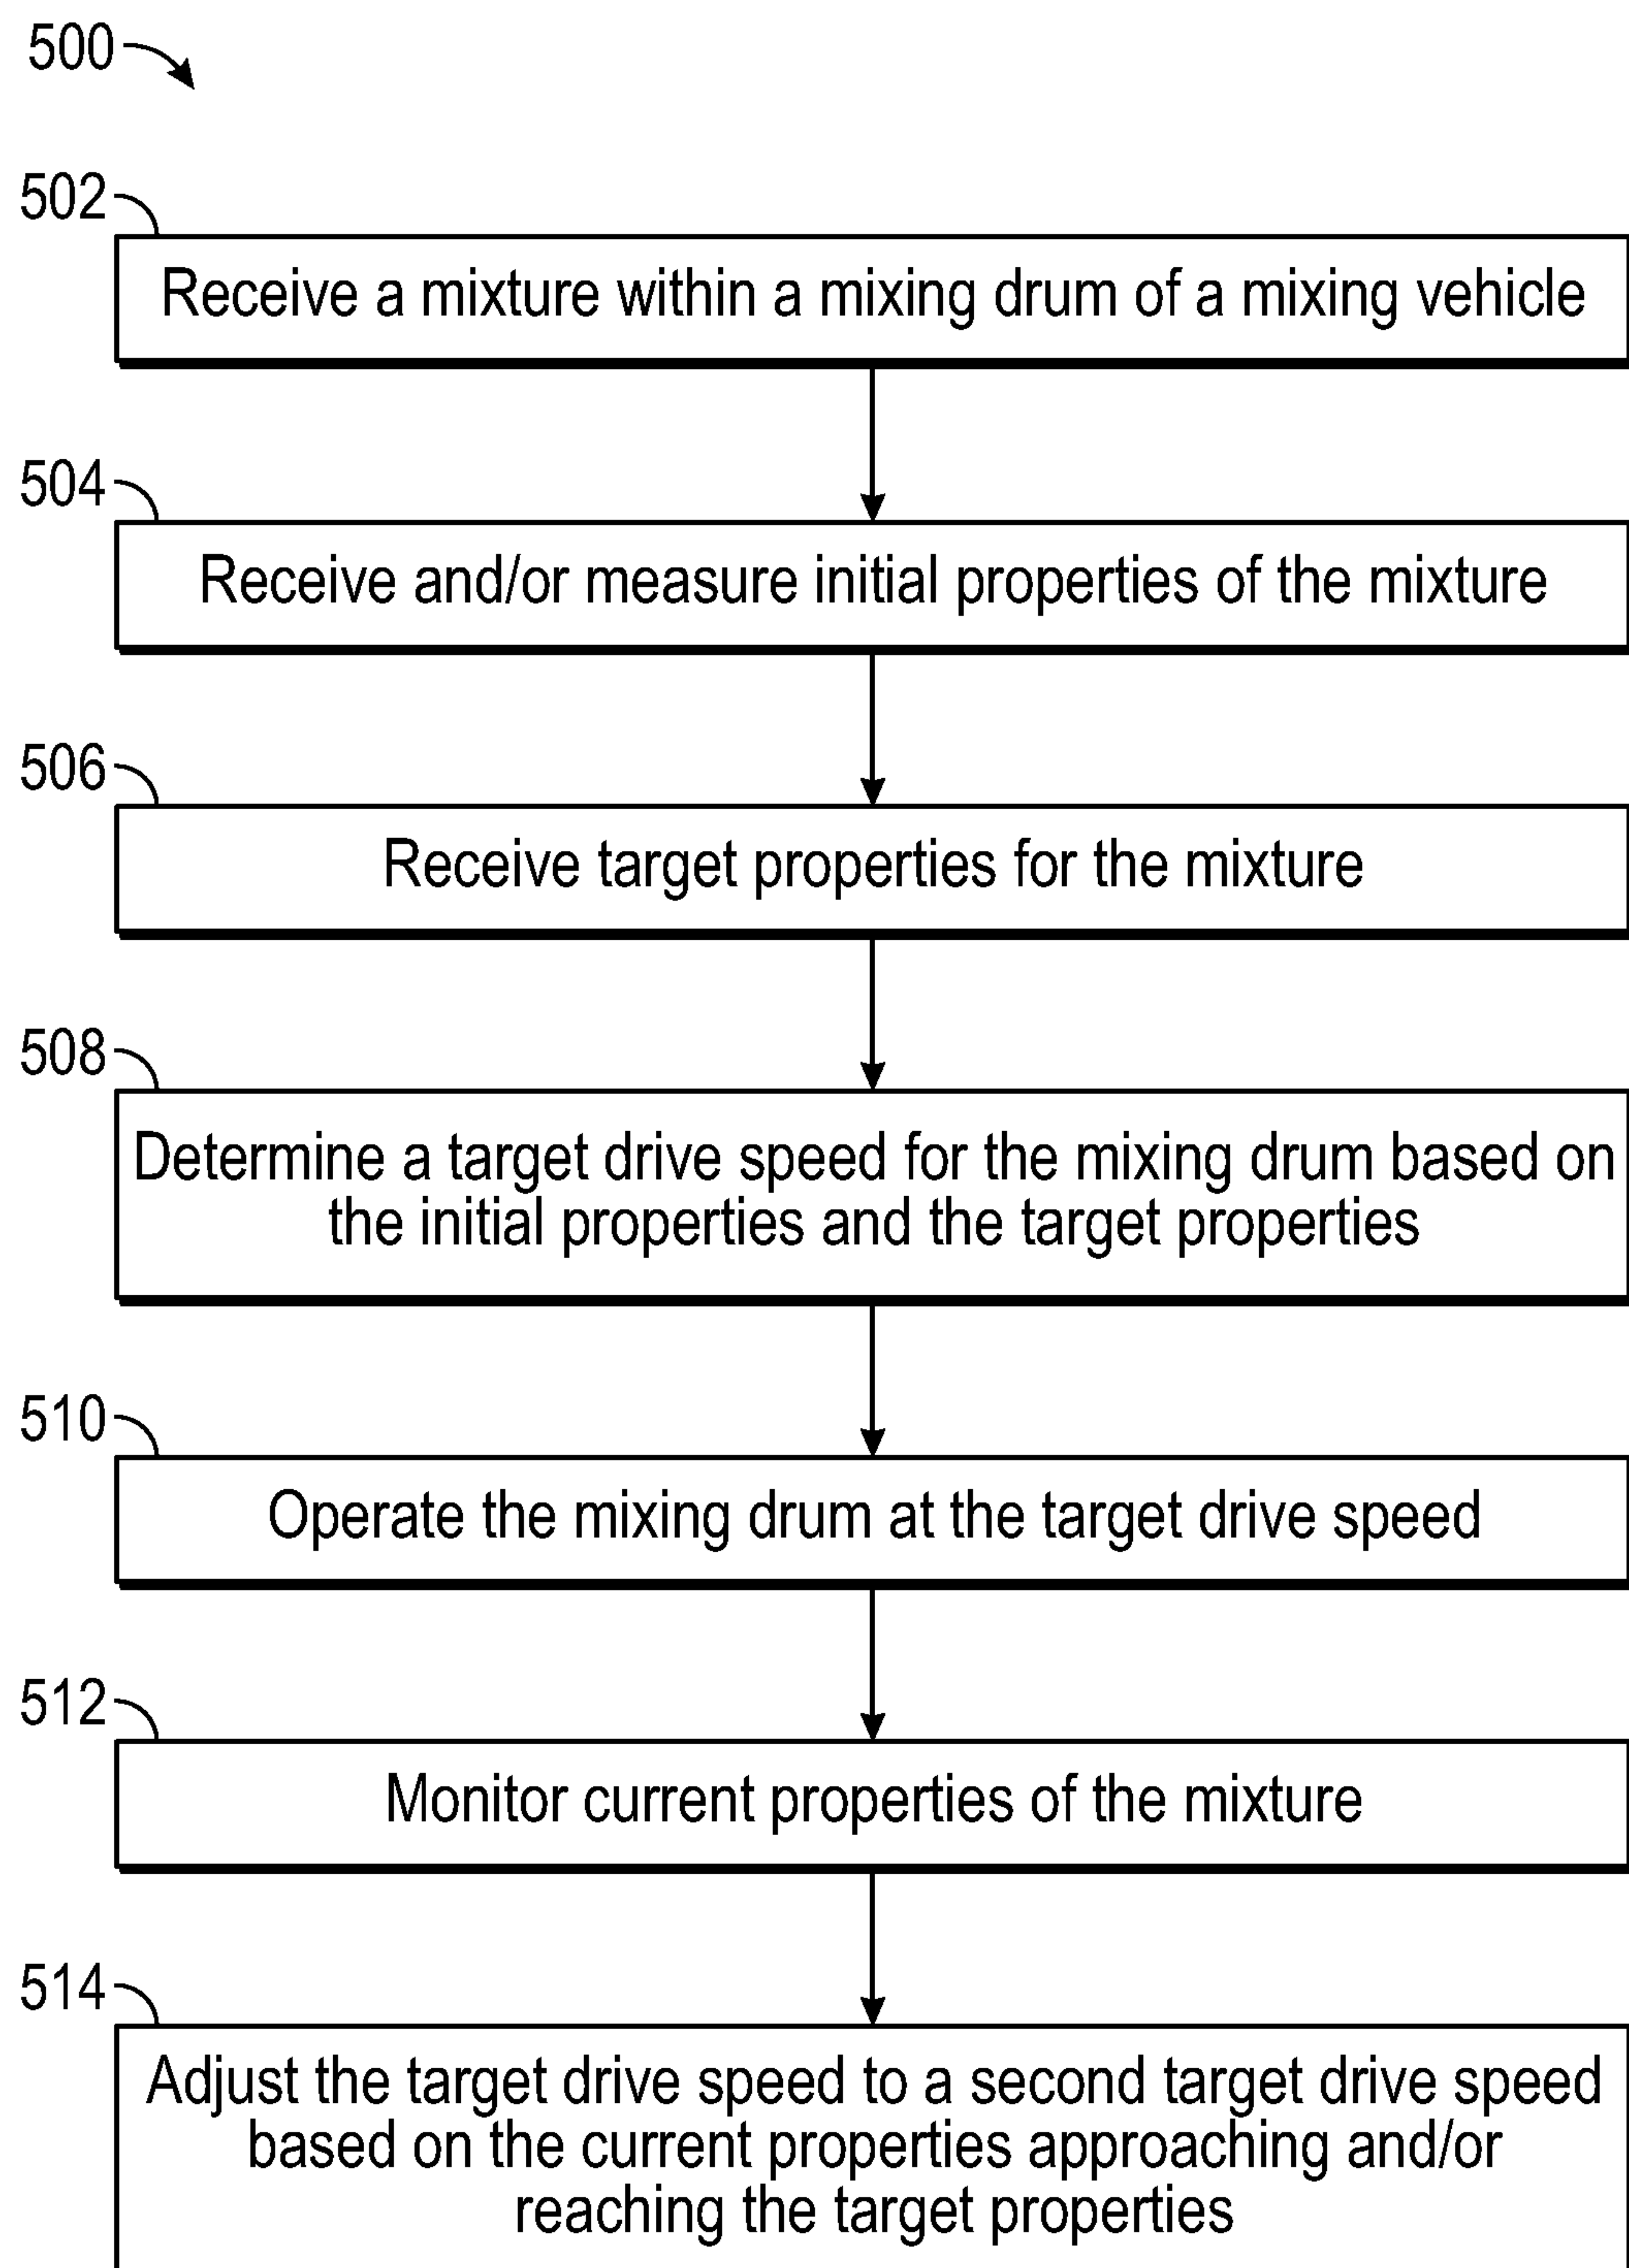 500
502
Receive a mixture within a mixing drum of a mixing vehicle
504
Receive and/or measure initial properties of the mixture
506
Receive target properties for the mixture
508
Determine a target drive speed for the mixing drum based on
the initial properties and the target properties
510
Operate the mixing drum at the target drive speed
512
Monitor current properties of the mixture
514
Adjust the target drive speed to a second target drive speed
based on the current properties approaching and/or
reaching the target properties